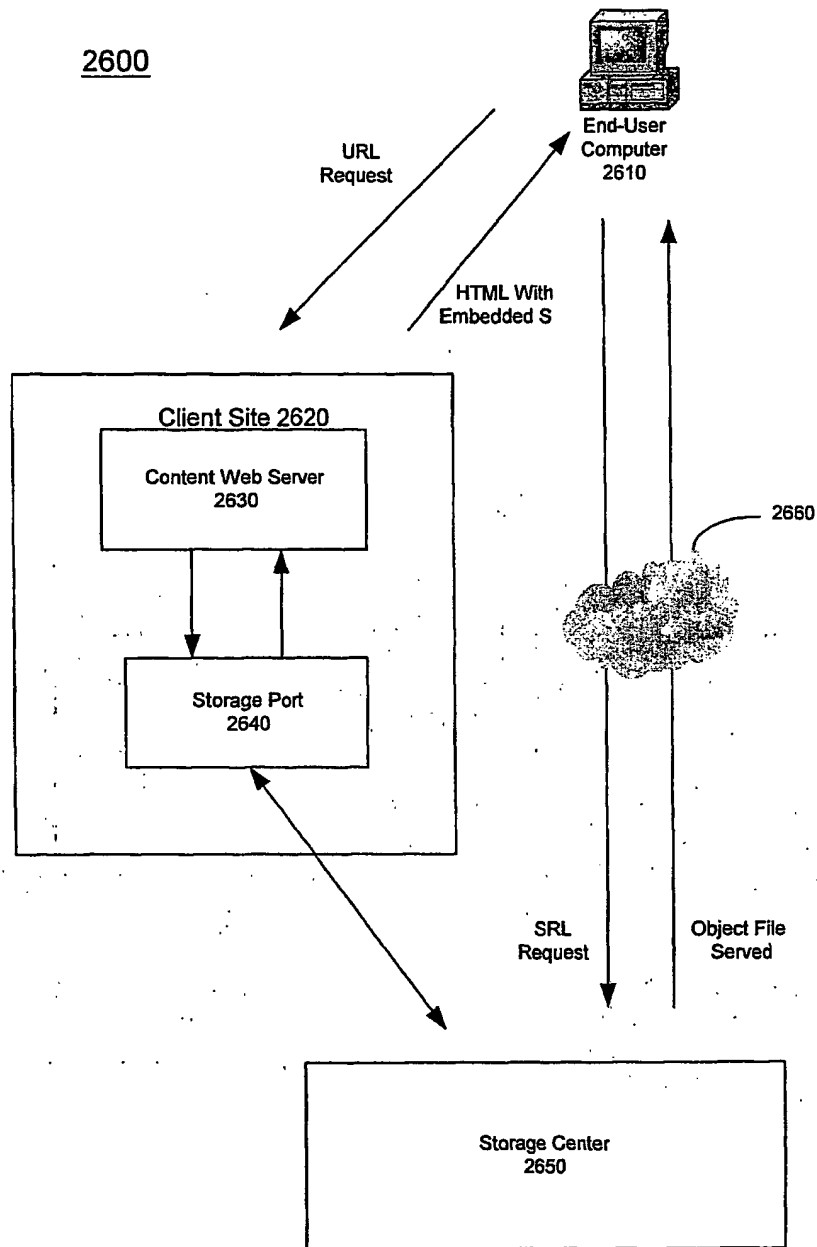 2600
End-User
Computer
2610
URL
Request
HTML With
Embedded S
Client Site 2620
Content Web Server
2630
2660
Storage Port
2640
SRL
Request
Object File
Served
Storage Center
2650